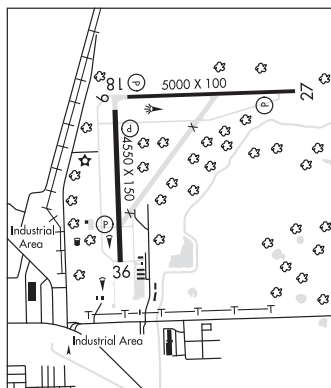 18
P
5000 X 100
9
27
P
P
4550 X 150
P
Industrial
Area
36
T T T T T T
Industrial Area